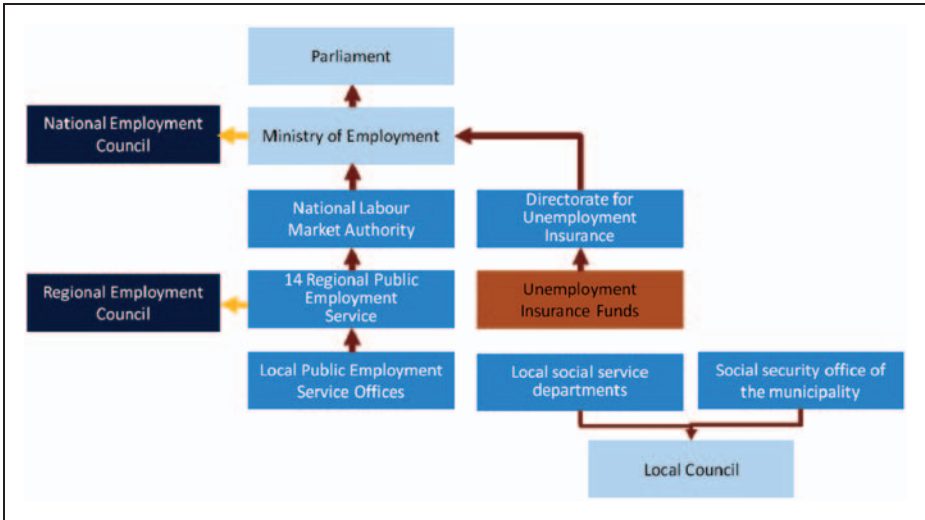 Parliament
National Employment
Council
Ministry of Employment
National Labour
Market Authority
Directorate for
Unemployment
Insurance
Regional Employment
Council
14 Regional Public
Employment
Service
Unemployment
Insurance Funds
Local Public Employment
Service Offices
Local social service
departments
Social security office of
the municipality
Local Council